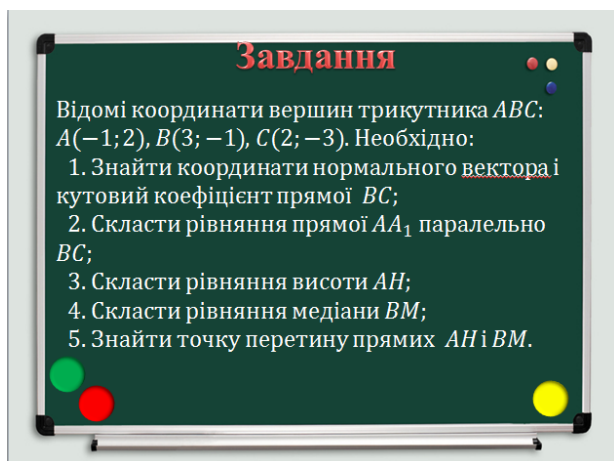 Завдання
Відомі координати вершин трикутника ABC:
A(−1; 2), B(3; −1), C(2; −3). Необхідно:
1. Знайти координати нормального вектора і
кутовий коефіцієнт прямої BC;
2. Скласти рівняння прямої AA₁ паралельно
BC;
3. Скласти рівняння висоти AH;
4. Скласти рівняння медіани BM;
5. Знайти точку перетину прямих AH і BM.